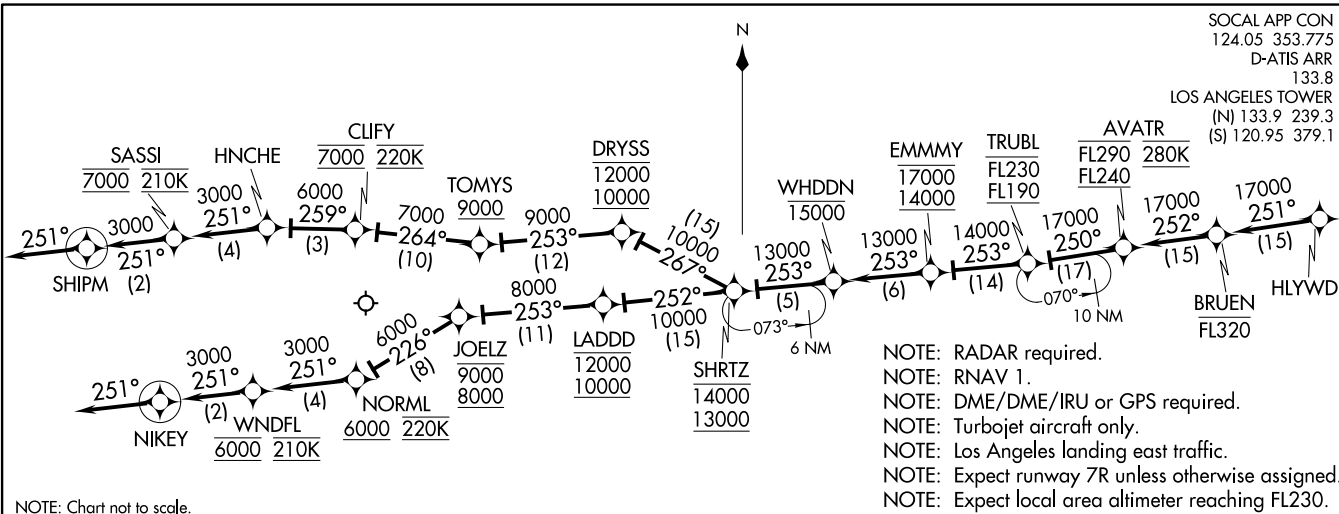 SOCAL APP CON
124.05 353.775
D-ATIS ARR
133.8
LOS ANGELES TOWER
(N) 133.9 239.3
(S) 120.95 379.1
N
SASSI
7000 210K
HNCHE
CLIFY
7000 220K
TOMYS
9000
DRYSS
12000
10000
WHDDN
15000
EMMMY
17000
14000
TRUBL
FL230
FL190
AVATR
FL290 280K
FL240
251°
SHIPM
3000
251°
(2)
3000
251°
(4)
6000
259°
(3)
7000
264°
(10)
9000
253°
(12)
(15)
10000
267°
13000
253°
(5)
13000
253°
(6)
14000
253°
(14)
17000
250°
(17)
17000
252°
(15)
17000
251°
(15)
HLYWD
BRUEN
FL320
070°
10 NM
073°
6 NM
SHRTZ
14000
13000
252°
10000
(15)
LADDD
12000
10000
8000
253°
(11)
JOELZ
9000
8000
6000
226°
(8)
NORML
6000 220K
3000
251°
(4)
WNDFL
6000 210K
3000
251°
(2)
NIKEY
251°
NOTE: RADAR required.
NOTE: RNAV 1.
NOTE: DME/DME/IRU or GPS required.
NOTE: Turbojet aircraft only.
NOTE: Los Angeles landing east traffic.
NOTE: Expect runway 7R unless otherwise assigned.
NOTE: Expect local area altimeter reaching FL230.
NOTE: Chart not to scale.